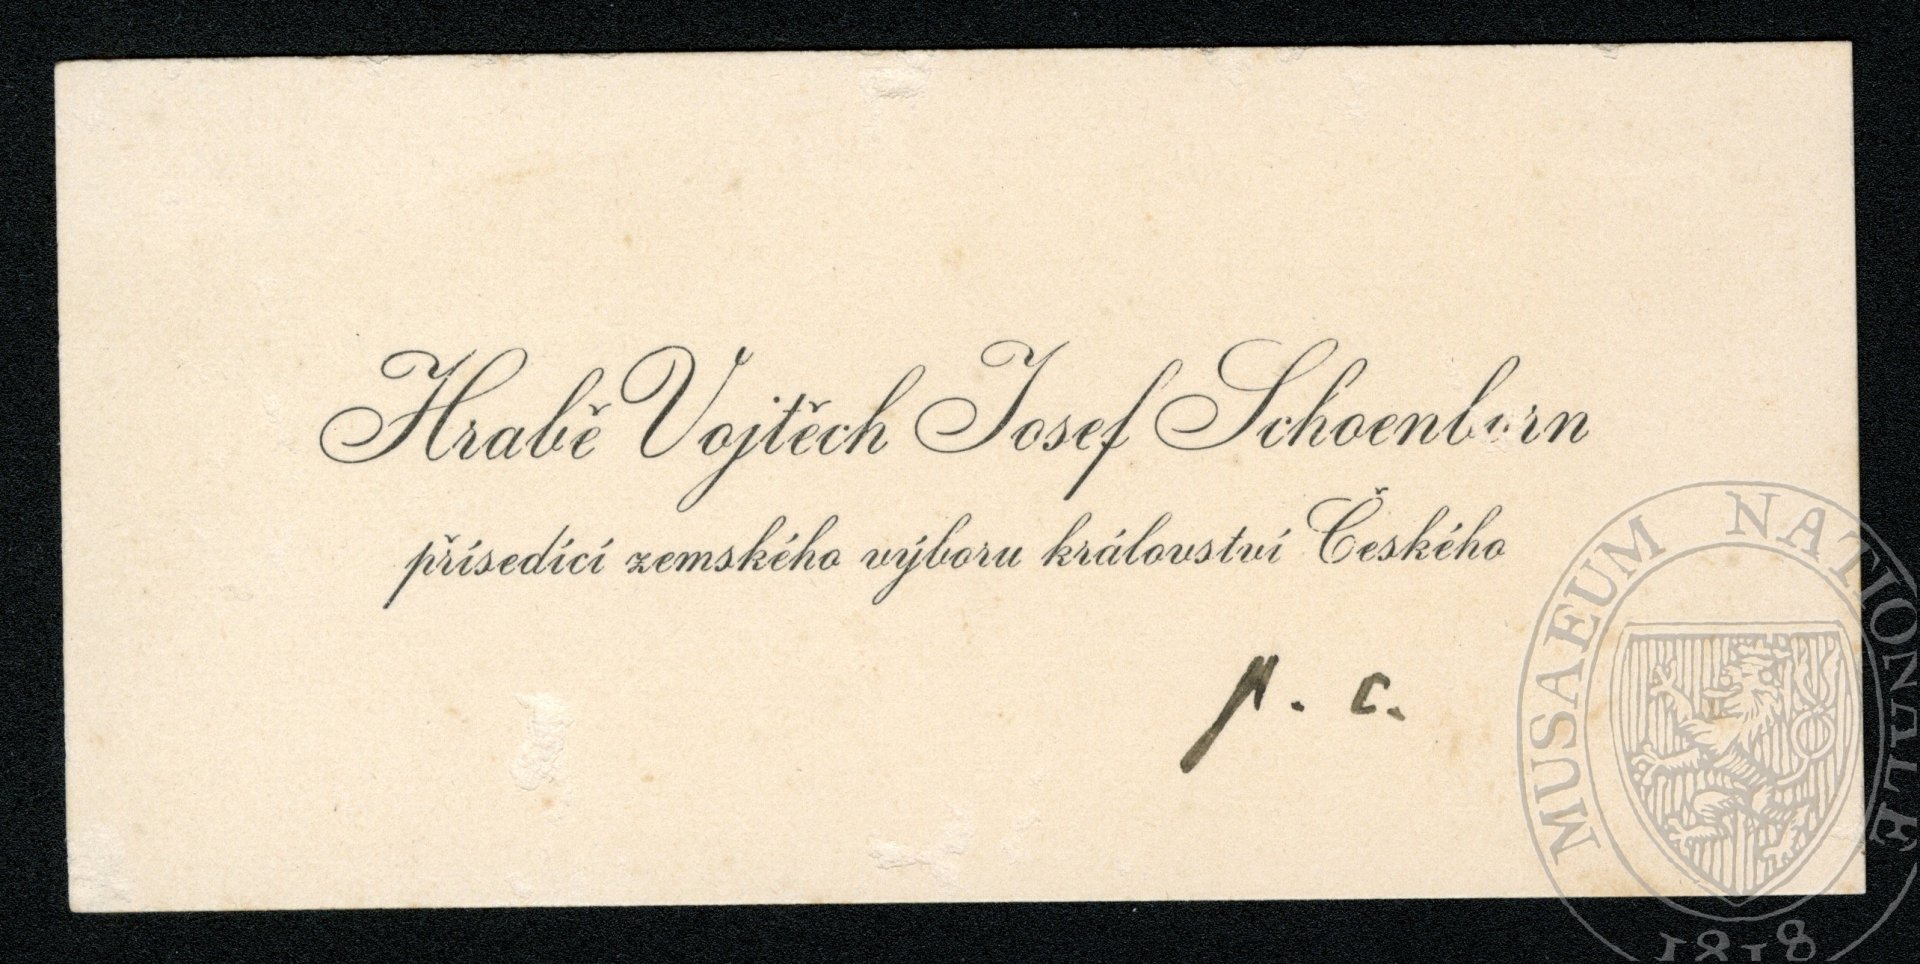 Hrabě Vojtěch Josef Schoenborn
přísedící zemského výboru království Českého
p. c.
MUSAEUM NATIONALE
1818